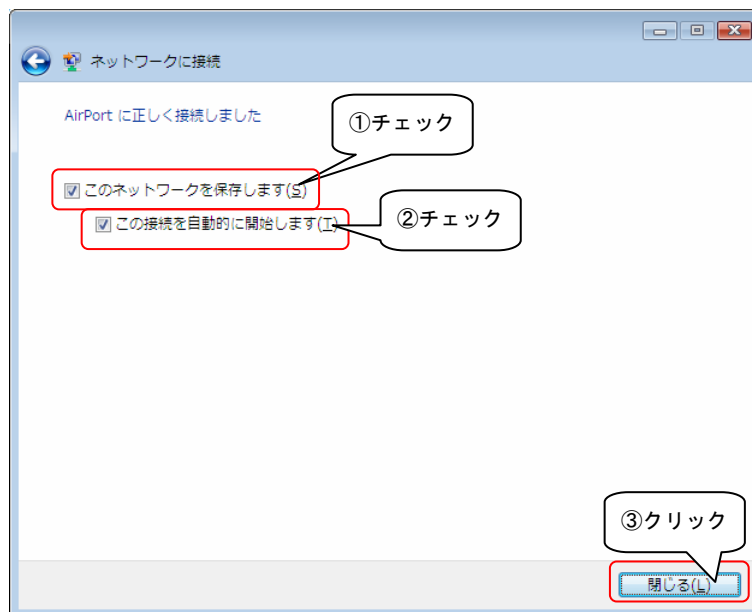 ネットワークに接続
AirPort に正しく接続しました
①チェック
このネットワークを保存します(S)
②チェック
この接続を自動的に開始します(T)
③クリック
閉じる(L)